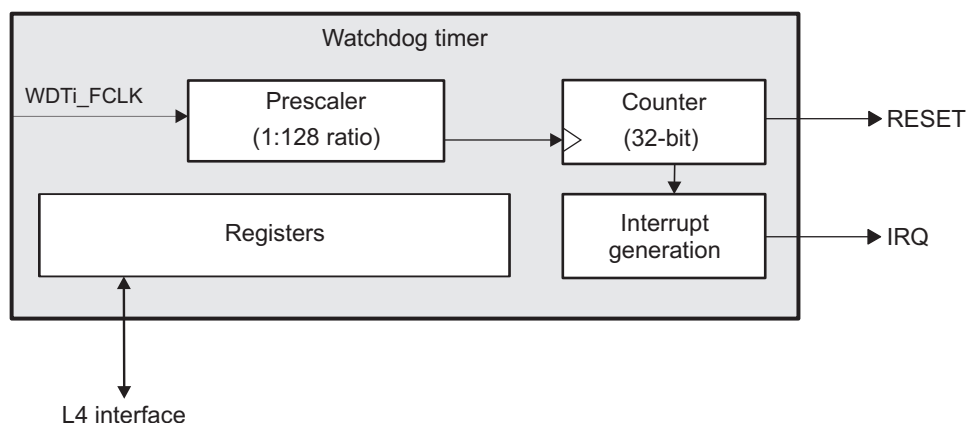 Watchdog timer
WDTi_FCLK
Prescaler
(1:128 ratio)
Counter
(32-bit)
RESET
Registers
Interrupt
generation
IRQ
L4 interface